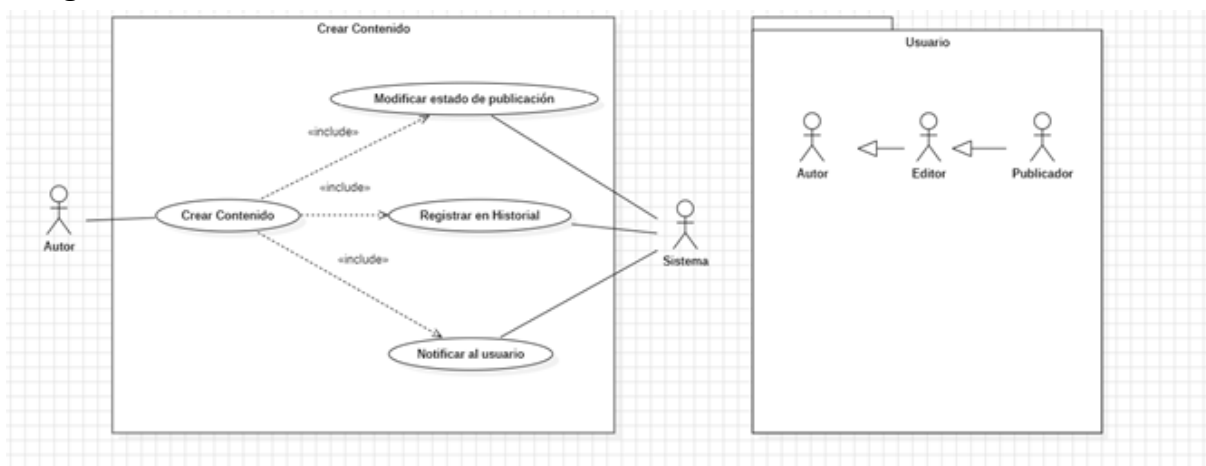 Crear Contenido
Modificar estado de publicación
«include»
«include»
Crear Contenido
Registrar en Historial
Autor
«include»
Sistema
Notificar al usuario
Usuario
Autor
Editor
Publicador